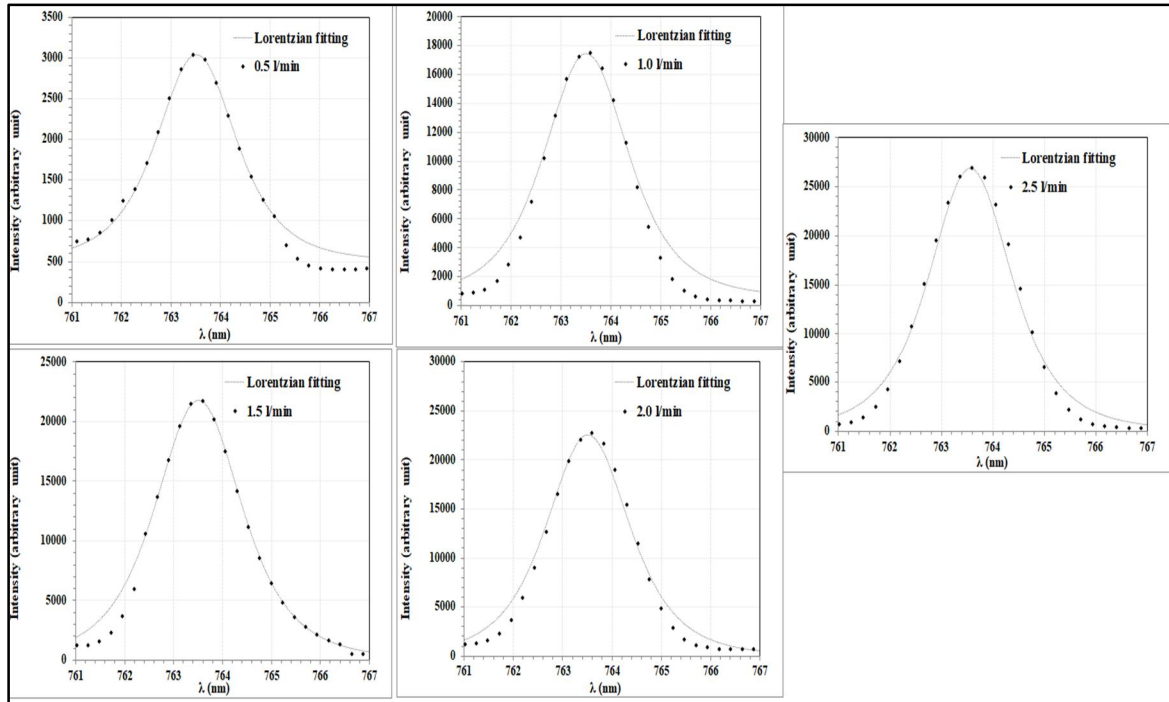 3500
3000
2500
2000
1500
1000
500
0
Intensity (arbitrary unit)
Lorentzian fitting
0.5 l/min
761 762 763 764 765 766 767
λ (nm)
20000
18000
16000
14000
12000
10000
8000
6000
4000
2000
0
Intensity (arbitrary unit)
Lorentzian fitting
1.0 l/min
761 762 763 764 765 766 767
λ (nm)
30000
25000
20000
15000
10000
5000
0
Intensity (arbitrary unit)
Lorentzian fitting
2.5 l/min
761 762 763 764 765 766 767
λ (nm)
25000
20000
15000
10000
5000
0
Intensity (arbitrary unit)
Lorentzian fitting
1.5 l/min
761 762 763 764 765 766 767
λ (nm)
30000
25000
20000
15000
10000
5000
0
Intensity (arbitrary unit)
Lorentzian fitting
2.0 l/min
761 762 763 764 765 766 767
λ (nm)